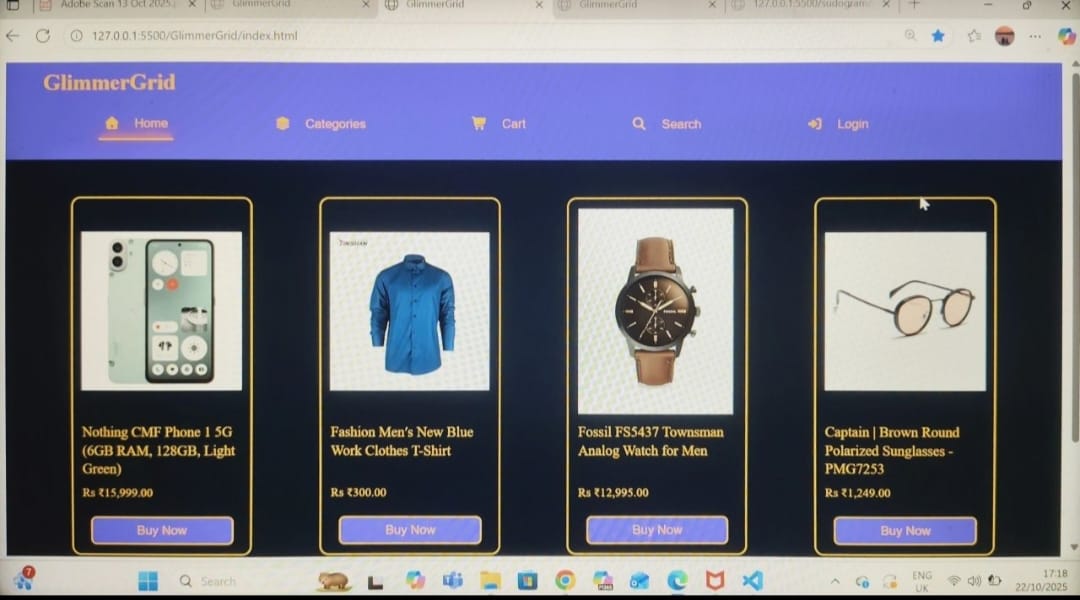 Adobe Scan 13 Oct 2025.
GlimmerGrid
GlimmerGrid
GlimmerGrid
127.0.0.1:5500/sudogram
127.0.0.1:5500/GlimmerGrid/index.html
GlimmerGrid
Home
Categories
Cart
Search
Login
TINSHAN
FOSSIL
Nothing CMF Phone 1 5G
(6GB RAM, 128GB, Light
Green)
Rs ₹15,999.00
Buy Now
Fashion Men's New Blue
Work Clothes T-Shirt
Rs ₹300.00
Buy Now
Fossil FS5437 Townsman
Analog Watch for Men
Rs ₹12,995.00
Buy Now
Captain | Brown Round
Polarized Sunglasses -
PMG7253
Rs ₹1,249.00
Buy Now
7
Search
ENG
UK
17:18
22/10/2025